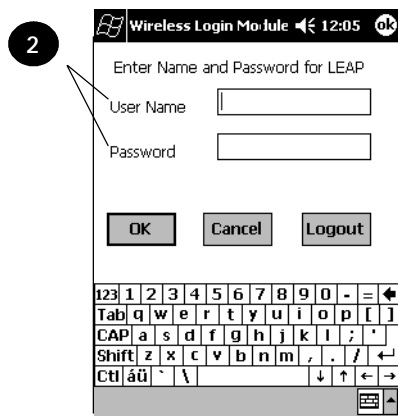 2
Wireless Login Module 12:05 ok
Enter Name and Password for LEAP
User Name
Password
OK Cancel Logout
123 1 2 3 4 5 6 7 8 9 0 - =
Tab q w e r t y u i o p [ ]
CAP a s d f g h j k l ; '
Shift z x c v b n m , . / ↵
Ctl áü ` \ ↓ ↑ ← →